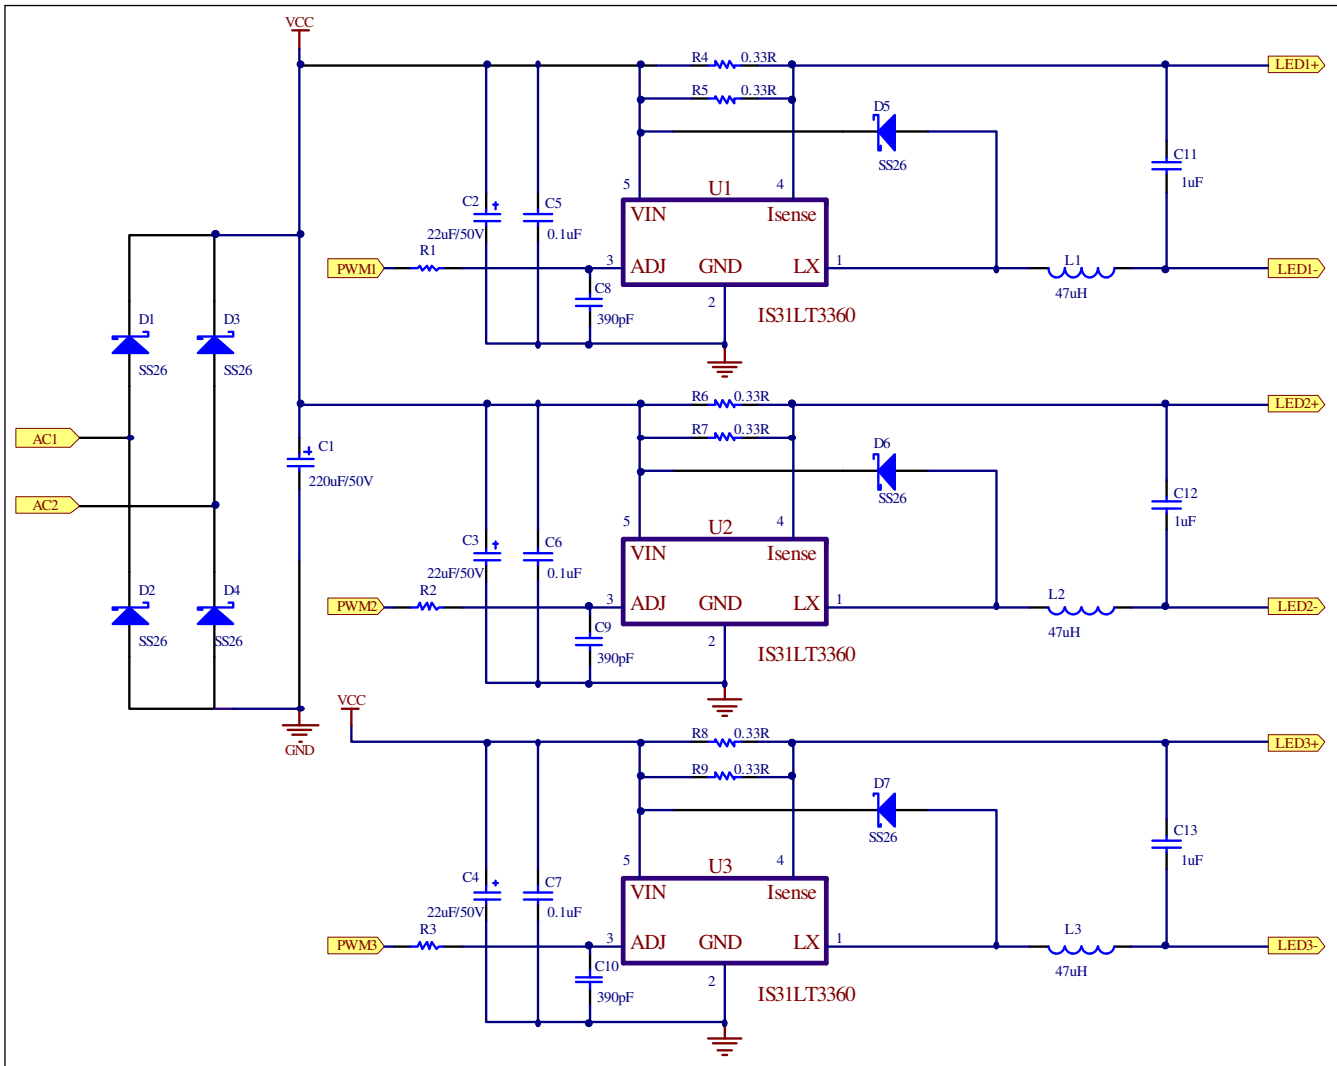 VCC
R4 0.33R
LED1+
R5 0.33R
D5
SS26
C11
1uF
5
U1
4
C2
22uF/50V
C5
0.1uF
VIN
Isense
R1
PWM1
3
ADJ
GND
LX
1
L1
47uH
LED1-
C8
390pF
2
IS31LT3360
D1
SS26
D3
SS26
AC1
AC2
C1
220uF/50V
D2
SS26
D4
SS26
GND
R6 0.33R
LED2+
R7 0.33R
D6
SS26
C12
1uF
5
U2
4
C3
22uF/50V
C6
0.1uF
VIN
Isense
R2
PWM2
3
ADJ
GND
LX
1
L2
47uH
LED2-
C9
390pF
2
IS31LT3360
VCC
R8 0.33R
LED3+
R9 0.33R
D7
SS26
C13
1uF
5
U3
4
C4
22uF/50V
C7
0.1uF
VIN
Isense
R3
PWM3
3
ADJ
GND
LX
1
L3
47uH
LED3-
C10
390pF
2
IS31LT3360